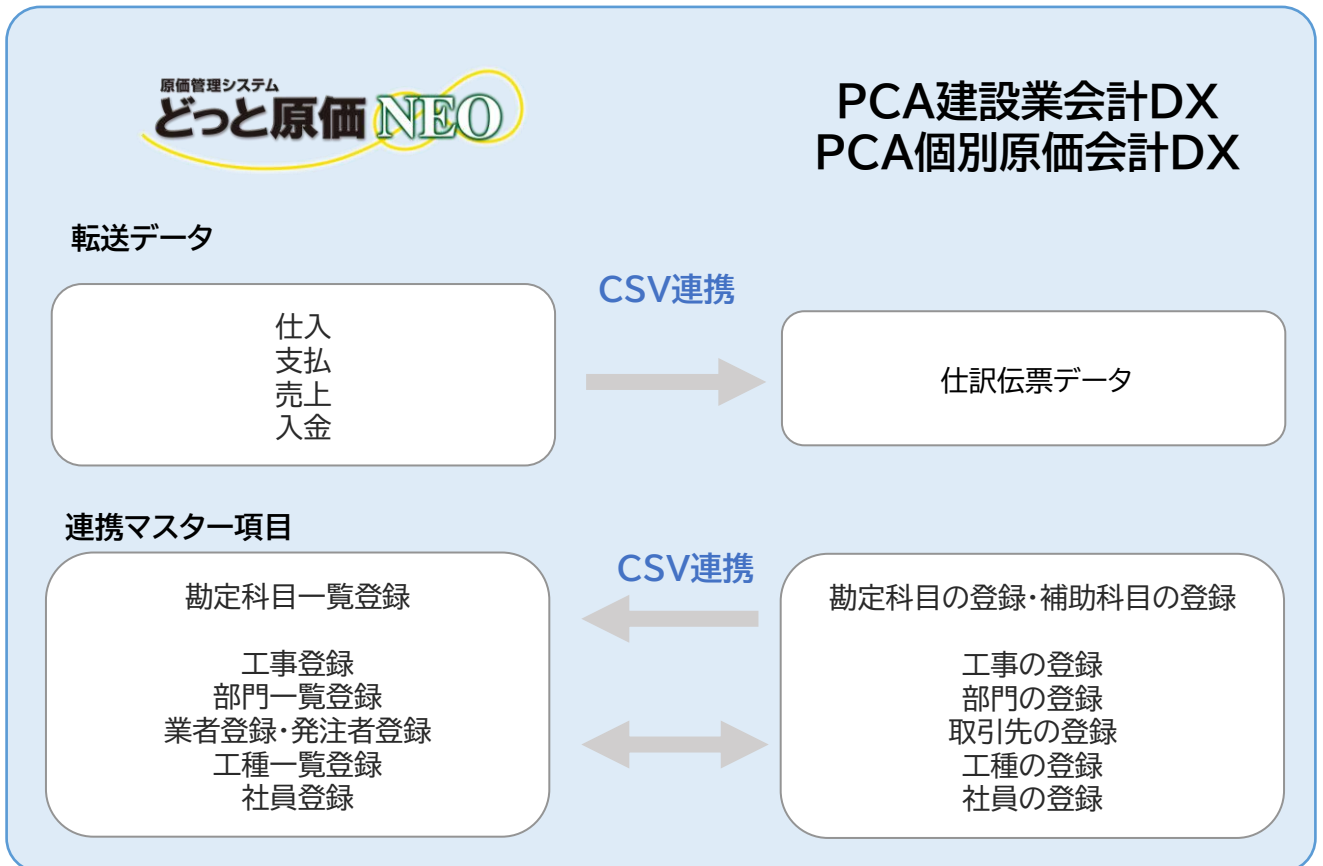 原価管理システム
どっと原価NEO
PCA建設業会計DX
PCA個別原価会計DX
転送データ
CSV連携
仕入
支払
売上
入金
仕訳伝票データ
連携マスター項目
CSV連携
勘定科目一覧登録
工事登録
部門一覧登録
業者登録・発注者登録
工種一覧登録
社員登録
勘定科目の登録・補助科目の登録
工事の登録
部門の登録
取引先の登録
工種の登録
社員の登録